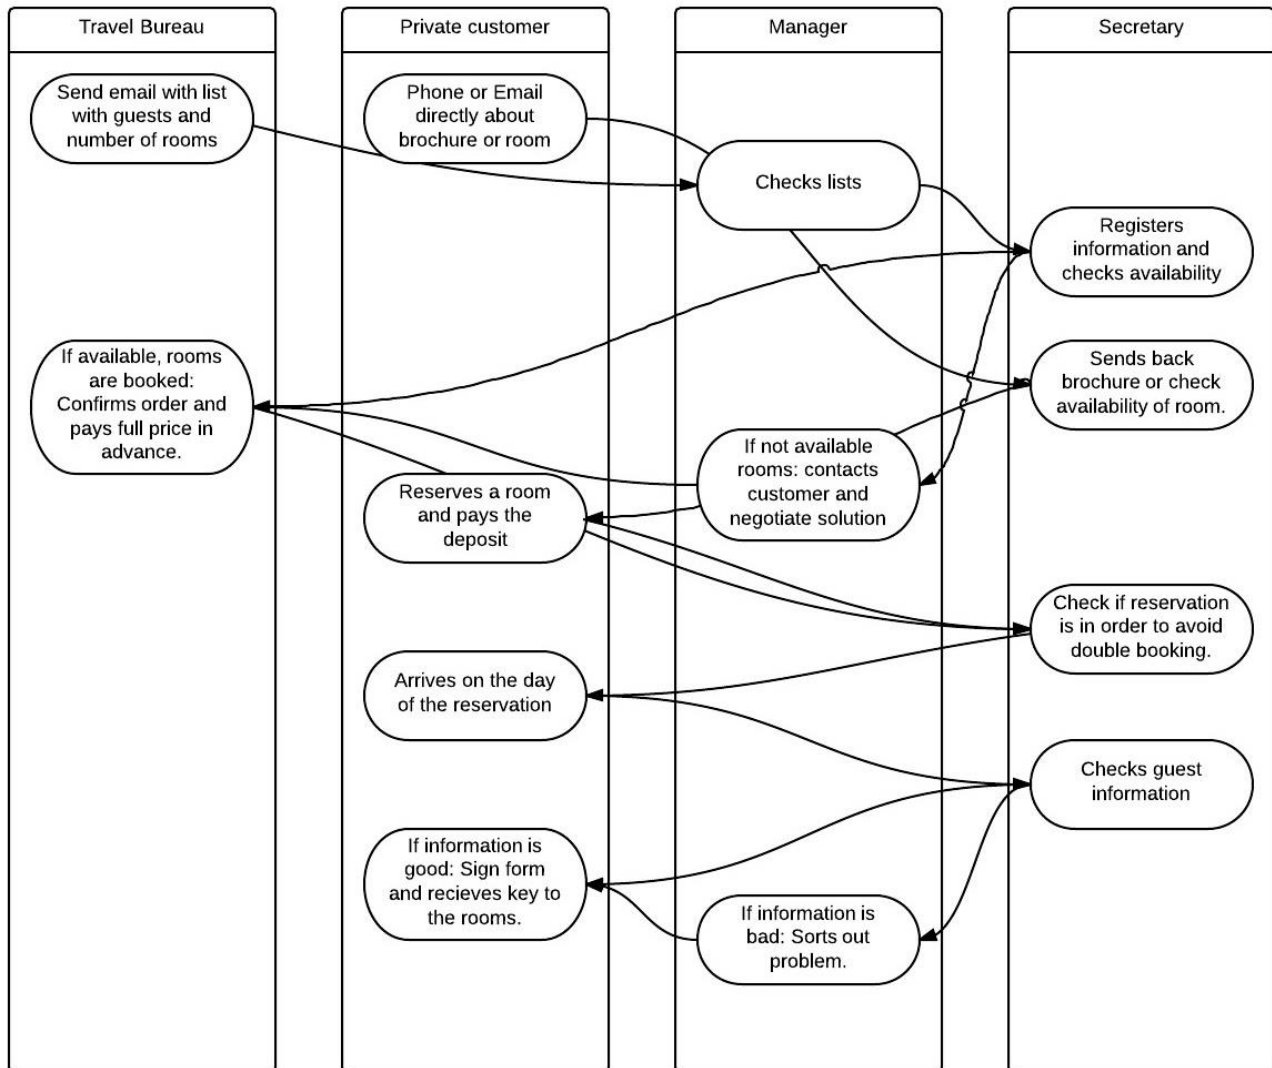 Travel Bureau
Private customer
Manager
Secretary
Send email with list
with guests and
number of rooms
Phone or Email
directly about
brochure or room
Checks lists
Registers
information and
checks availability
If available, rooms
are booked:
Confirms order and
pays full price in
advance.
Sends back
brochure or check
availability of room.
If not available
rooms: contacts
customer and
negotiate solution
Reserves a room
and pays the
deposit
Check if reservation
is in order to avoid
double booking.
Arrives on the day
of the reservation
Checks guest
information
If information is
good: Sign form
and recieves key to
the rooms.
If information is
bad: Sorts out
problem.